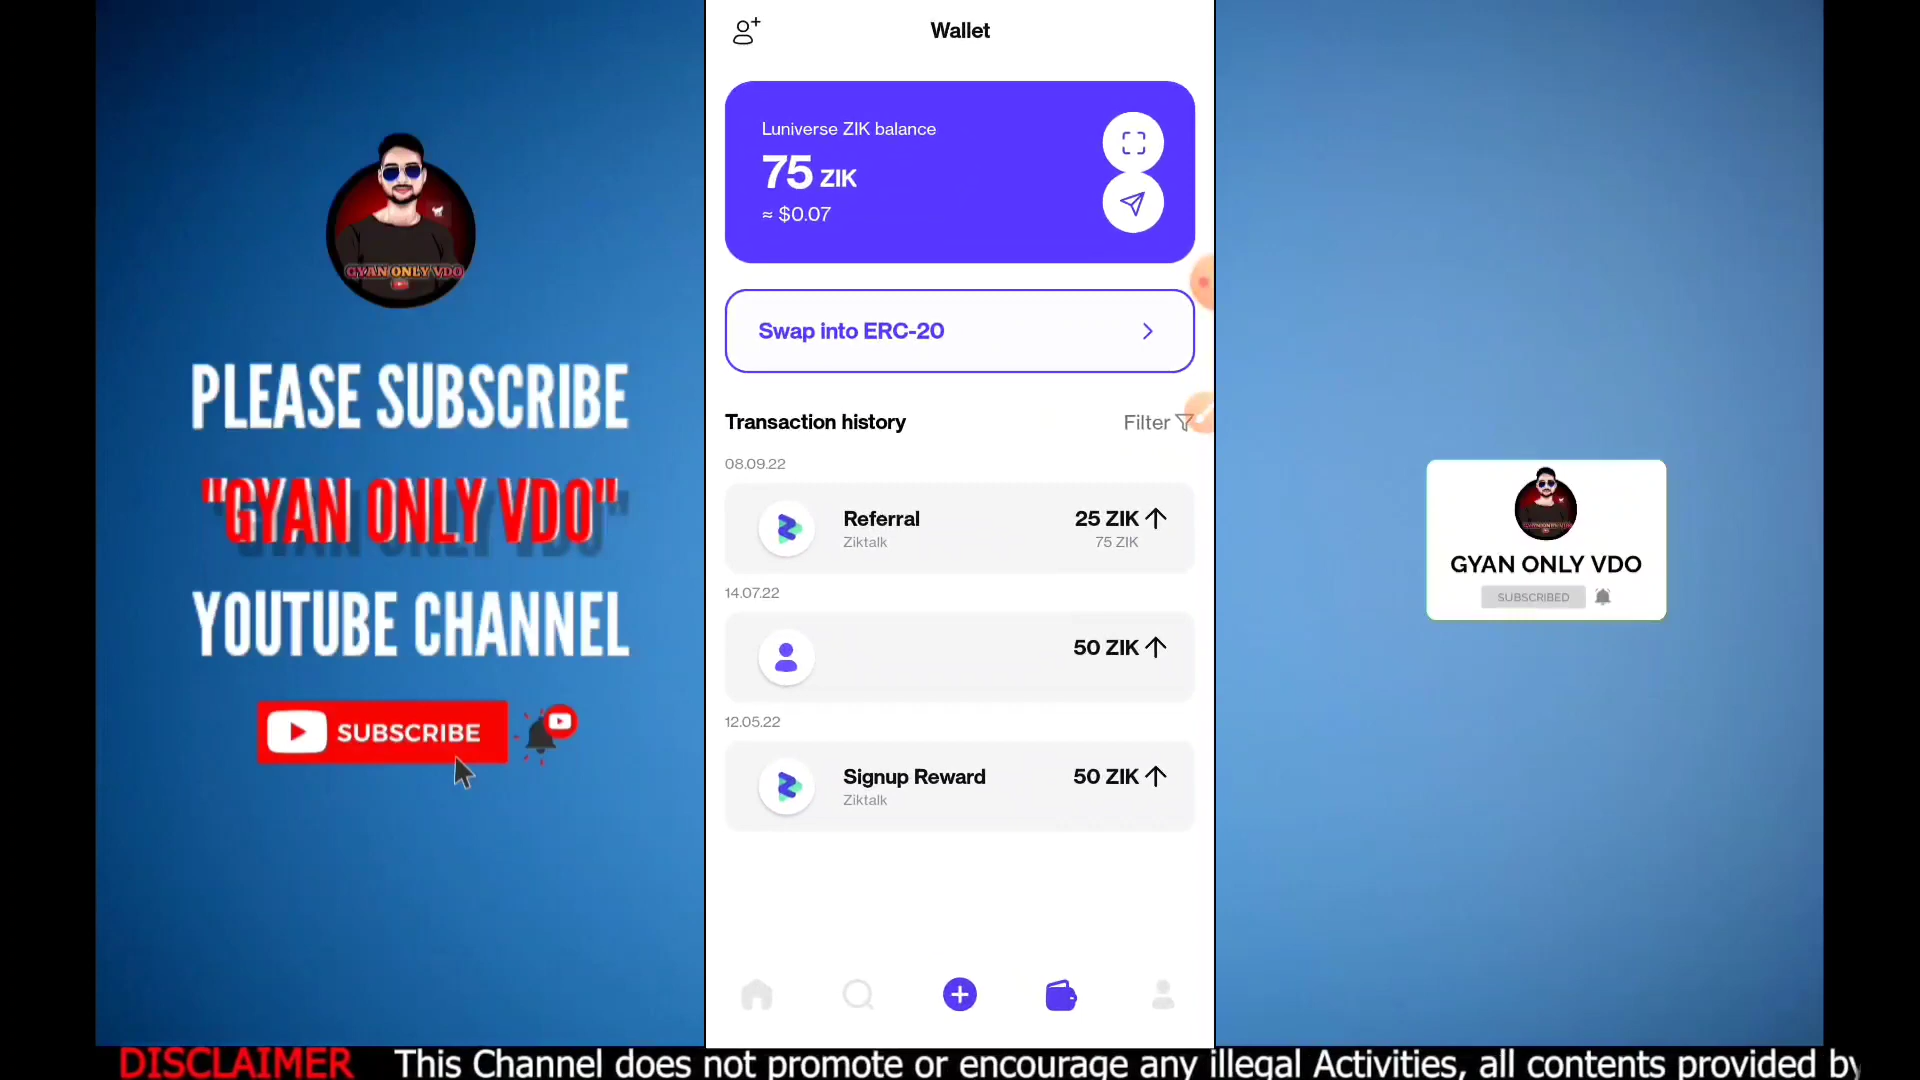 GYAN ONLY VDO
PLEASE SUBSCRIBE
"GYAN ONLY VDO"
YOUTUBE CHANNEL
SUBSCRIBE
Wallet
Luniverse ZIK balance
75 ZIK
≈ $0.07
Swap into ERC-20
Transaction history
Filter
08.09.22
Referral
25 ZIK
Ziktalk
75 ZIK
14.07.22
50 ZIK
12.05.22
Signup Reward
50 ZIK
Ziktalk
GYAN ONLY VDO
SUBSCRIBED
DISCLAIMER This Channel does not promote or encourage any illegal Activities, all contents provided by